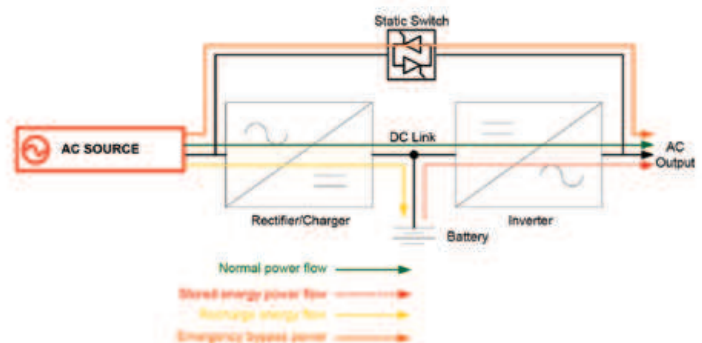 Static Switch
AC SOURCE
DC Link
AC
Output
Rectifier/Charger
Inverter
Battery
Normal power flow
Stored energy power flow
Recharge energy flow
Emergency bypass power